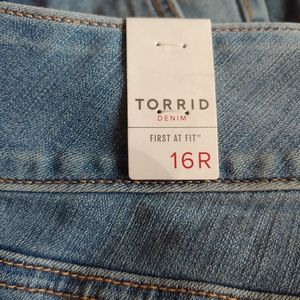 TORRID
DENIM
FIRST AT FIT™
16R